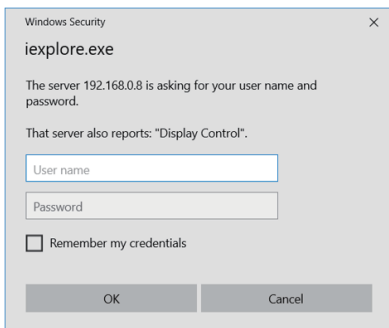 Windows Security
iexplore.exe
The server 192.168.0.8 is asking for your user name and
password.
That server also reports: "Display Control".
User name
Password
Remember my credentials
OK Cancel